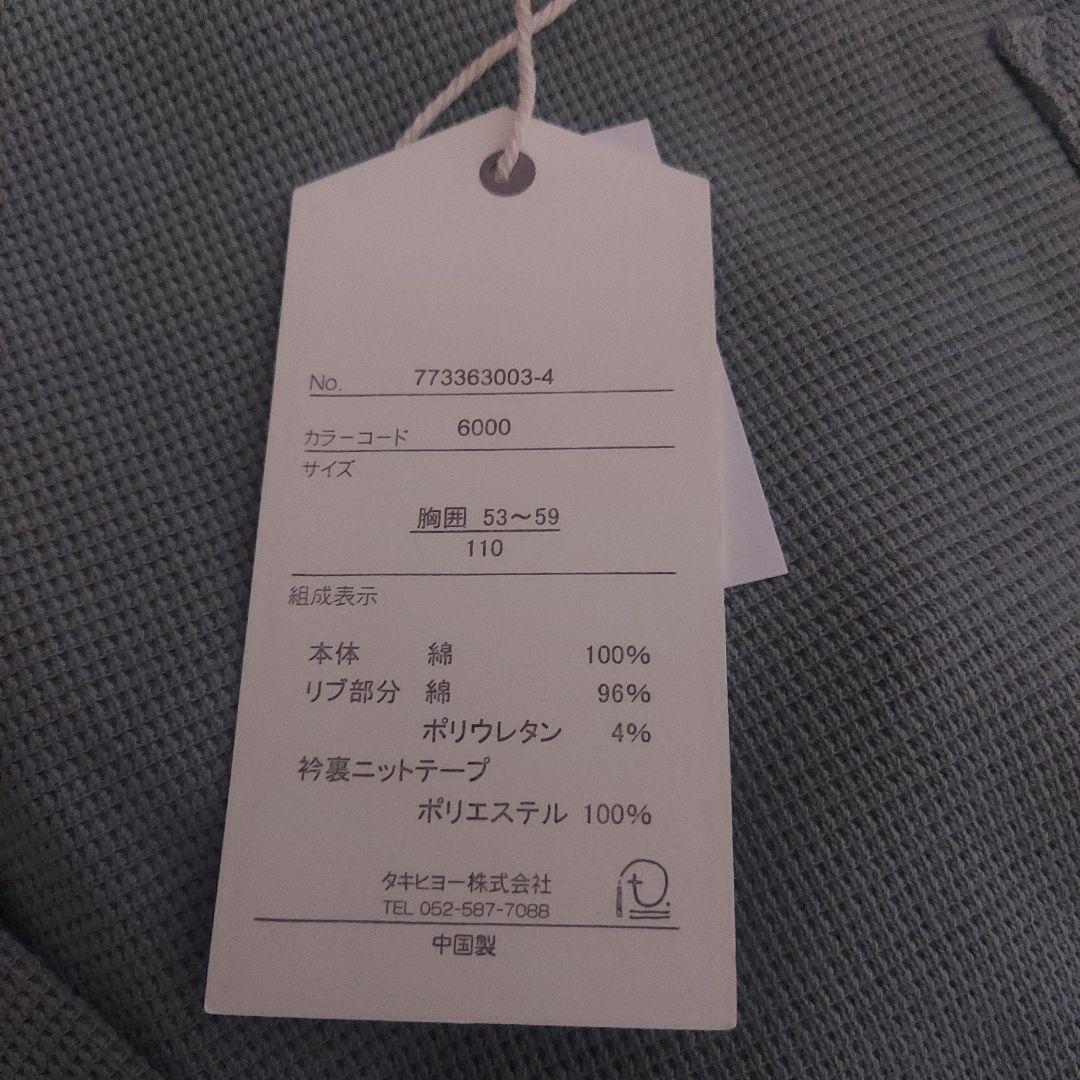 No. 773363003-4
カラーコード 6000
サイズ
胸囲 53〜59
110
組成表示
本体 綿 100%
リブ部分 綿 96%
ポリウレタン 4%
衿裏ニットテープ
ポリエステル 100%
タキヒヨー株式会社
TEL 052-587-7088
中国製